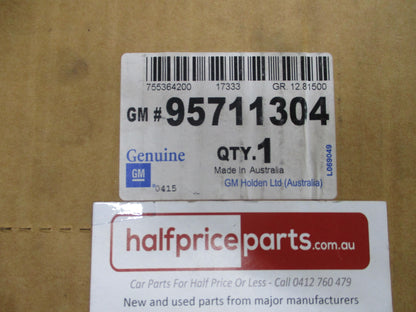 755364200 17333 GR. 12.81500
GM # 95711304
Genuine
GM
QTY.1
Made In Australia
0415
GM Holden Ltd (Australia)
L069049
halfpriceparts.com.au
Car Parts For Half Price Or Less - Call 0412 760 479
New and used parts from major manufacturers